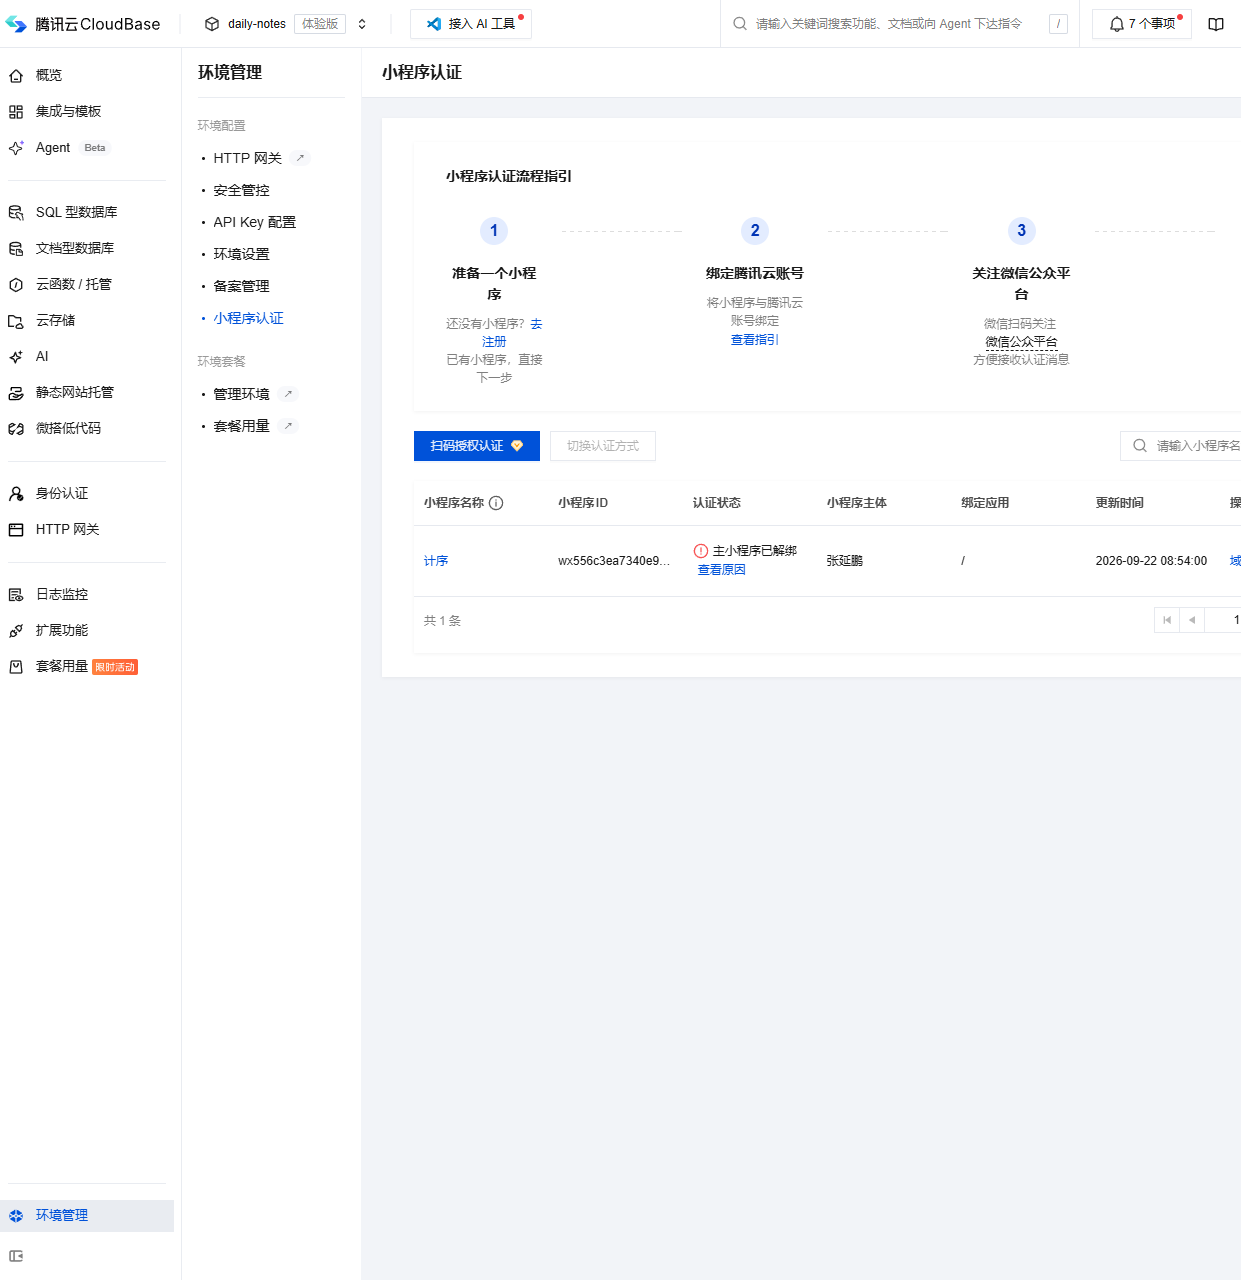 腾讯云 CloudBase
daily-notes 体验版
接入 AI 工具
请输入关键词搜索功能、文档或向 Agent 下达指令
/
7 个事项
概览
集成与模板
Agent Beta
SQL 型数据库
文档型数据库
云函数 / 托管
云存储
AI
静态网站托管
微搭低代码
身份认证
HTTP 网关
日志监控
扩展功能
套餐用量 限时活动
环境管理
环境管理
环境配置
• HTTP 网关 ↗
• 安全管控
• API Key 配置
• 环境设置
• 备案管理
• 小程序认证
环境套餐
• 管理环境 ↗
• 套餐用量 ↗
小程序认证
小程序认证流程指引
1
准备一个小程
序
还没有小程序？去
注册
已有小程序，直接
下一步
2
绑定腾讯云账号
将小程序与腾讯云
账号绑定
查看指引
3
关注微信公众平
台
微信扫码关注
微信公众平台
方便接收认证消息
扫码授权认证
切换认证方式
请输入小程序名
小程序名称 小程序ID 认证状态 小程序主体 绑定应用 更新时间 操
计序 wx556c3ea7340e9... 主小程序已解绑 张延鹏 / 2026-09-22 08:54:00 域
查看原因
共 1 条
1